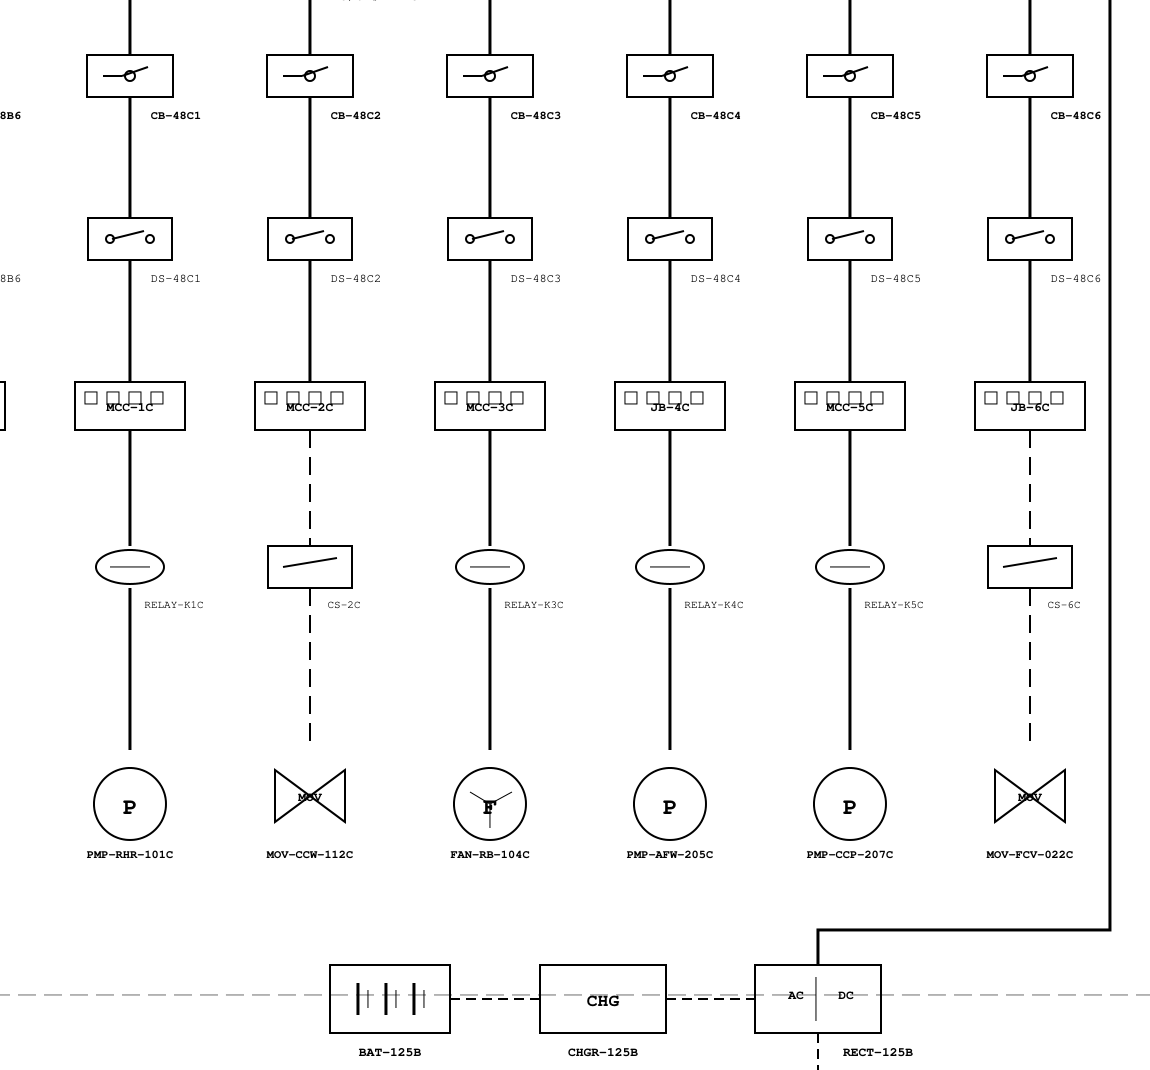 8B6 CB-48C1 CB-48C2 CB-48C3 CB-48C4 CB-48C5 CB-48C6
8B6 DS-48C1 DS-48C2 DS-48C3 DS-48C4 DS-48C5 DS-48C6
MCC-1C MCC-2C MCC-3C JB-4C MCC-5C JB-6C
RELAY-K1C CS-2C RELAY-K3C RELAY-K4C RELAY-K5C CS-6C
P MOV F P P MOV
PMP-RHR-101C MOV-CCW-112C FAN-RB-104C PMP-AFW-205C PMP-CCP-207C MOV-FCV-022C
CHG AC DC
BAT-125B CHGR-125B RECT-125B